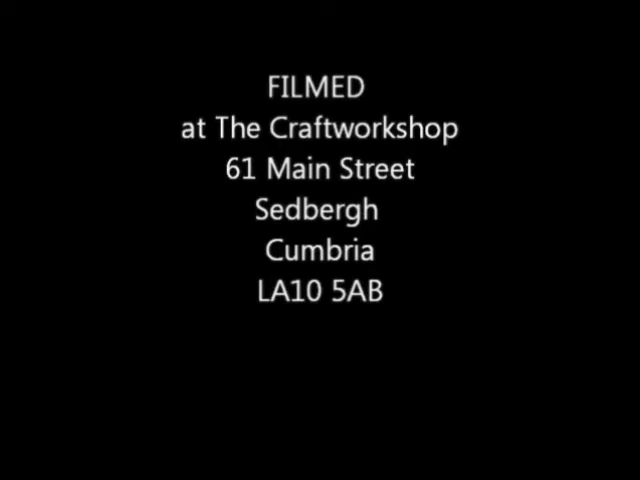 FILMED
at The Craftworkshop
61 Main Street
Sedbergh
Cumbria
LA10 5AB